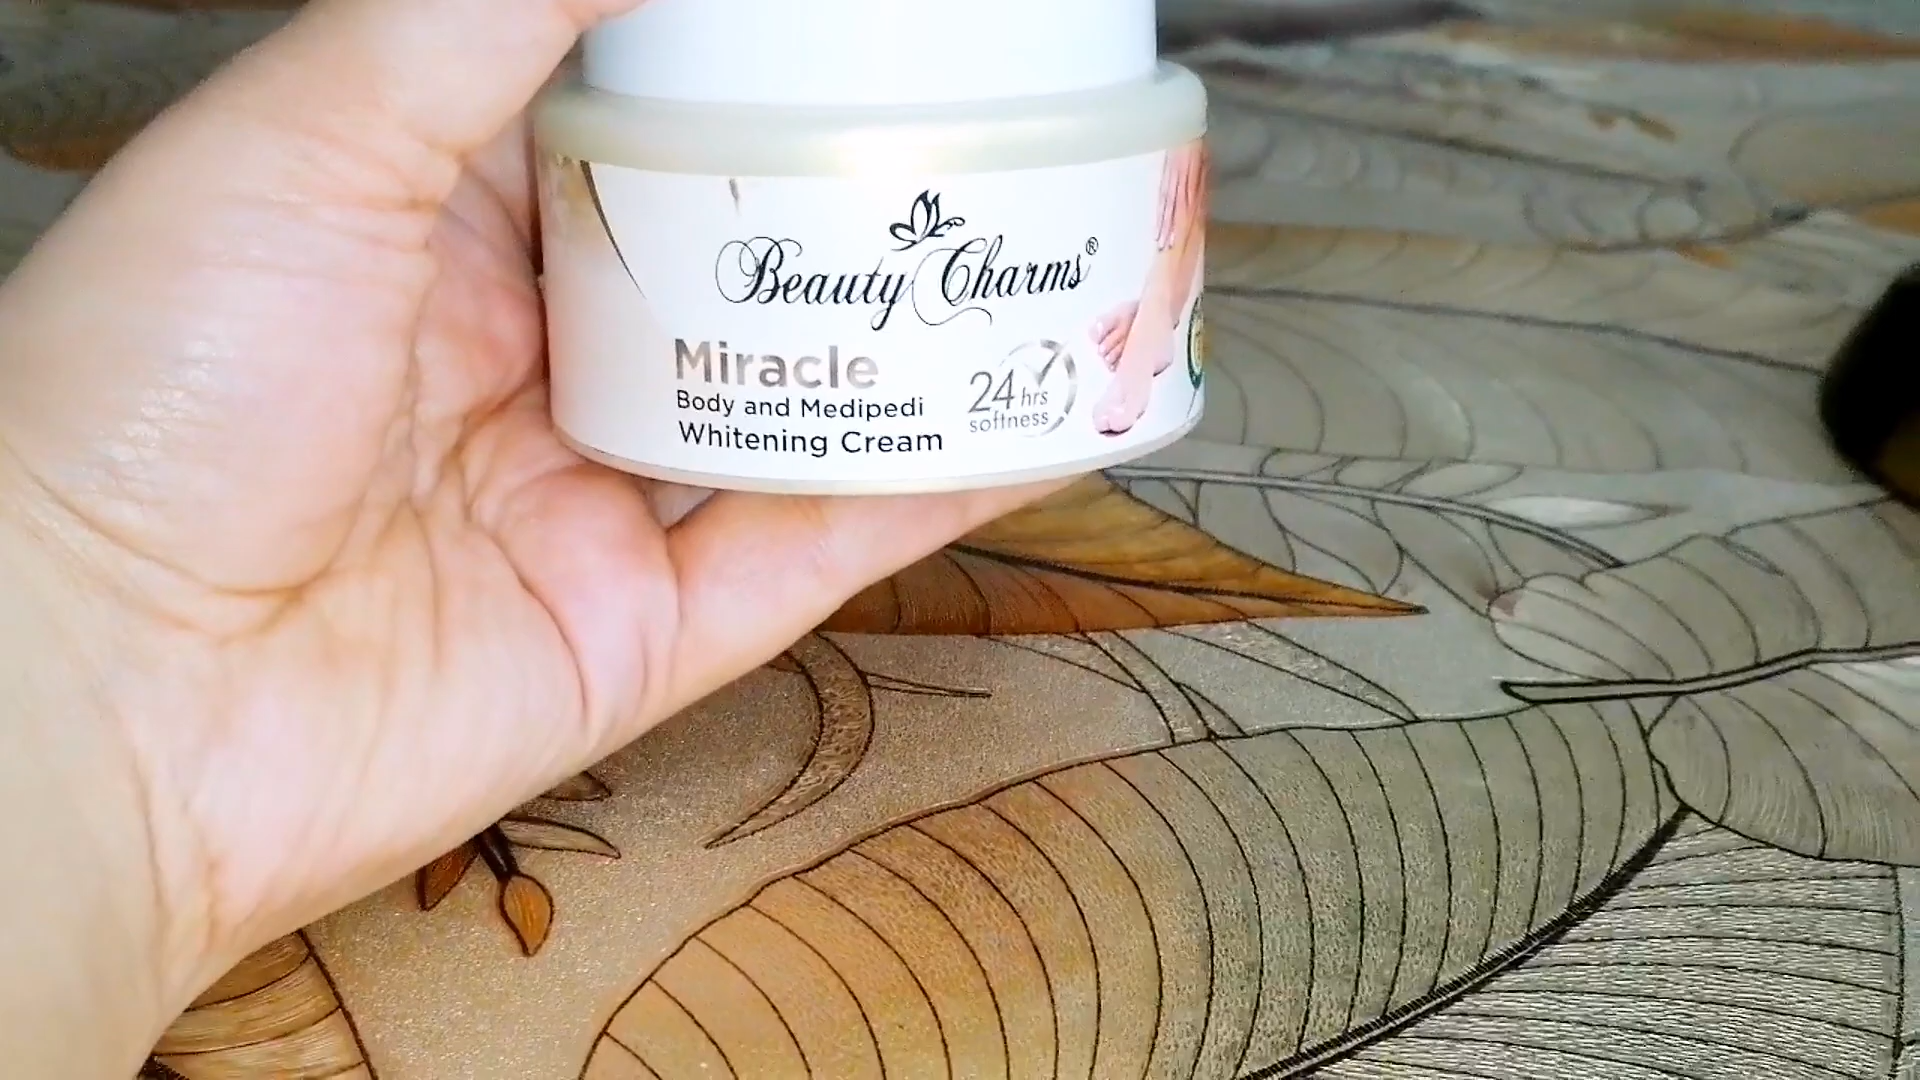 Beauty Charms®
Miracle
Body and Medipedi
Whitening Cream
24 hrs
softness